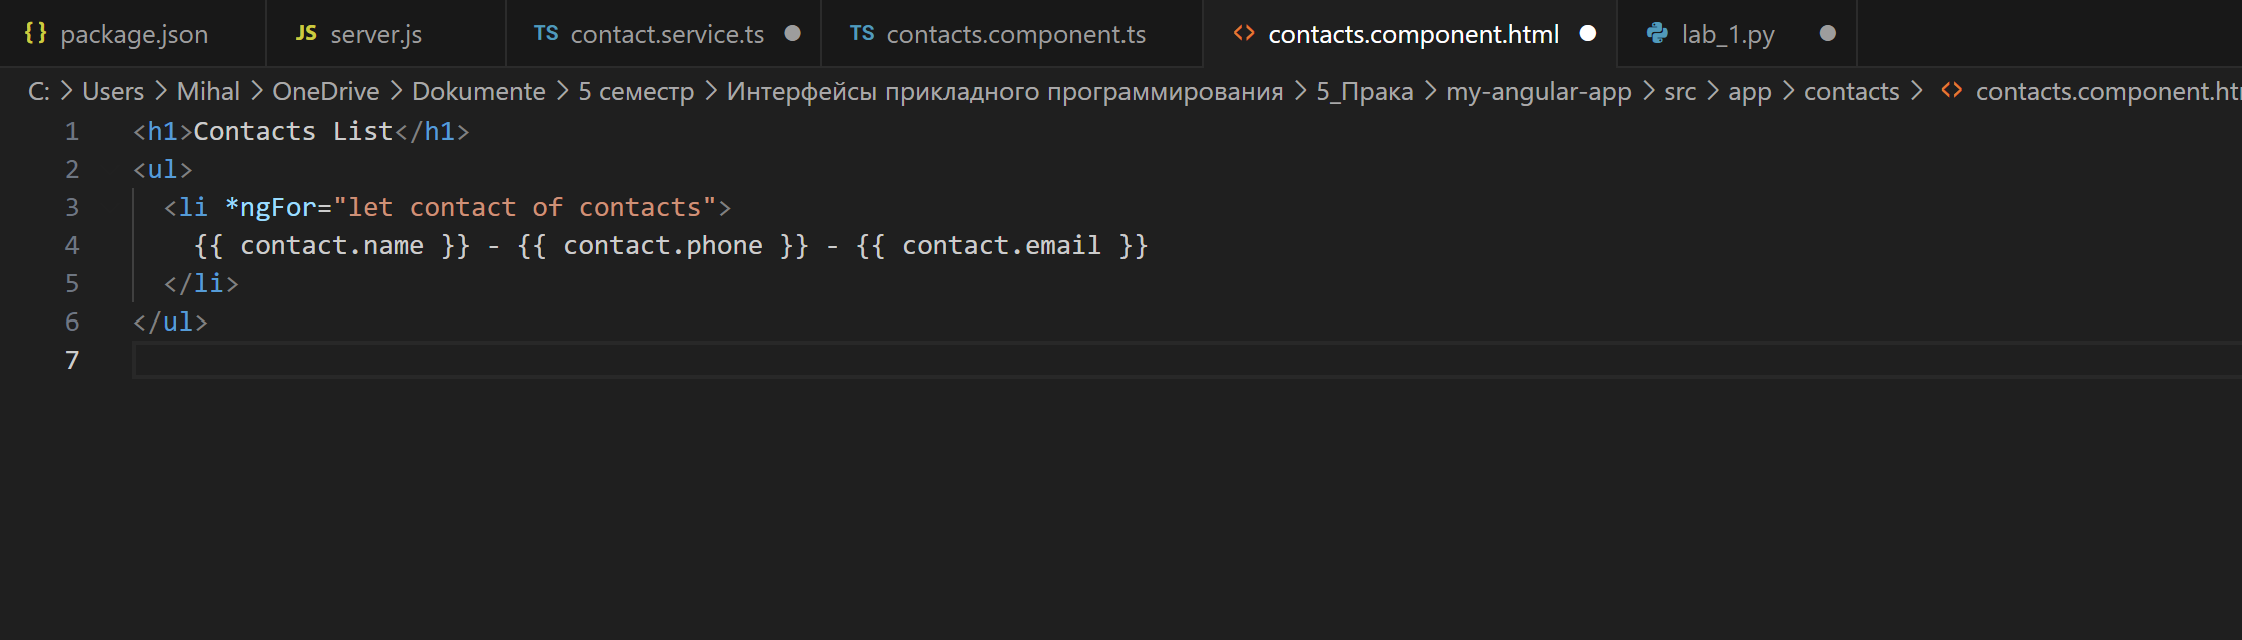 {} package.json JS server.js TS contact.service.ts TS contacts.component.ts <> contacts.component.html lab_1.py
C: > Users > Mihal > OneDrive > Dokumente > 5 семестр > Интерфейсы прикладного программирования > 5_Прака > my-angular-app > src > app > contacts > <> contacts.component.ht
1 <h1>Contacts List</h1>
2 <ul>
3 <li *ngFor="let contact of contacts">
4 {{ contact.name }} - {{ contact.phone }} - {{ contact.email }}
5 </li>
6 </ul>
7